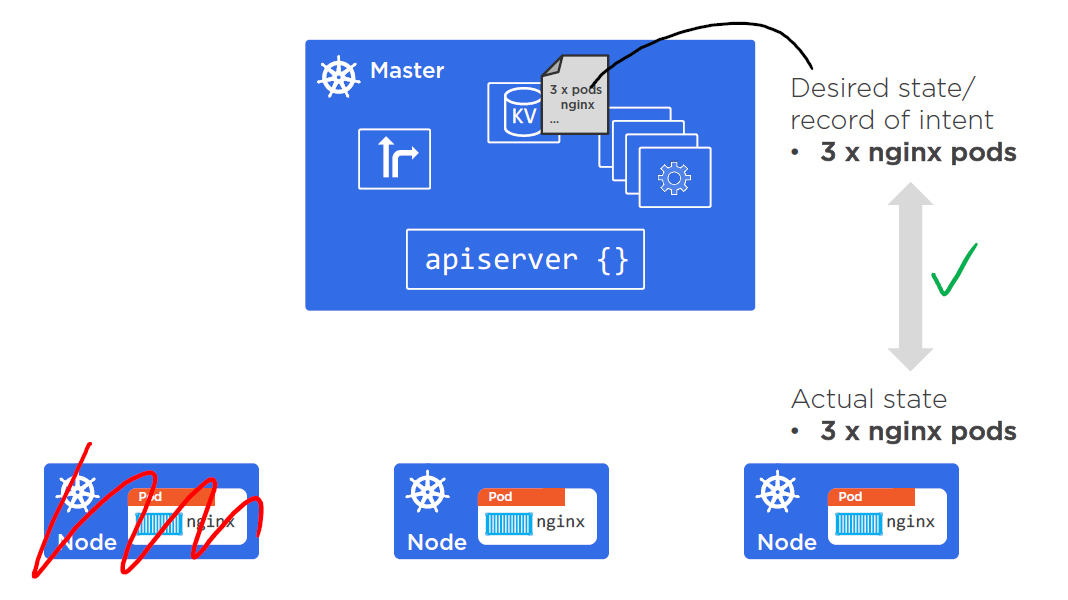 Master
3 x pods
nginx
...
KV
apiserver {}
Desired state/
record of intent
• 3 x nginx pods
Actual state
• 3 x nginx pods
Pod
nginx
Node
Pod
nginx
Node
Pod
nginx
Node